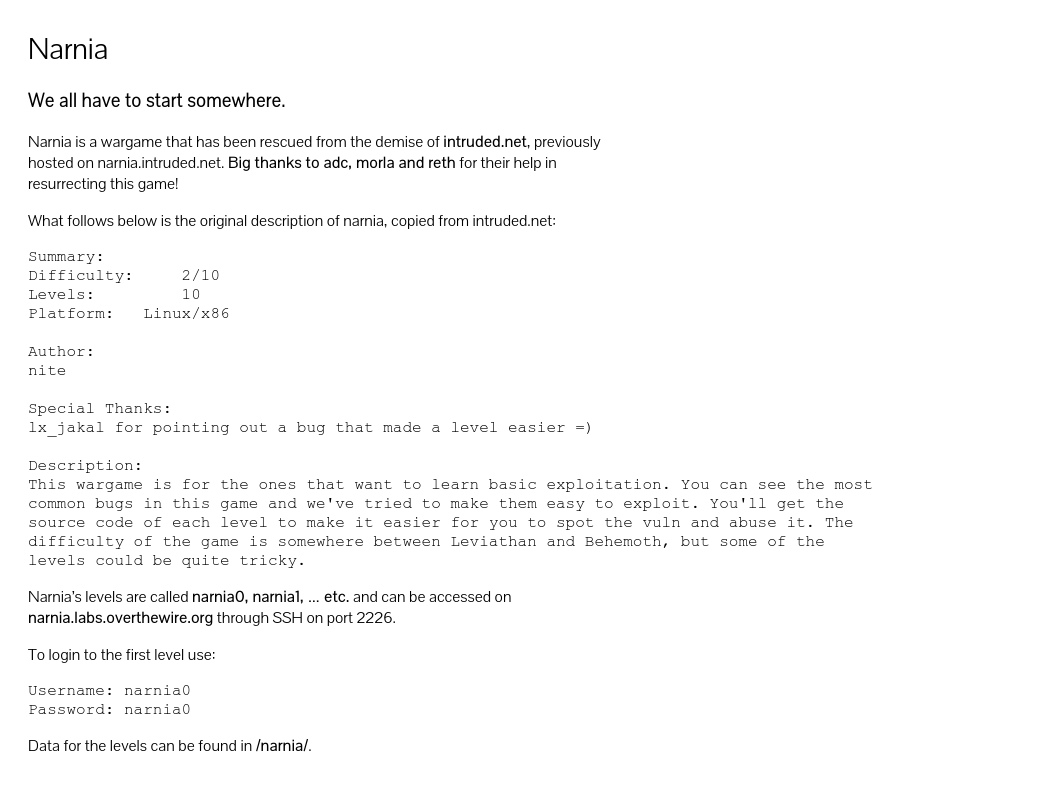 Narnia
We all have to start somewhere.
Narnia is a wargame that has been rescued from the demise of intruded.net, previously
hosted on narnia.intruded.net. Big thanks to adc, morla and reth for their help in
resurrecting this game!
What follows below is the original description of narnia, copied from intruded.net:
Summary:
Difficulty:     2/10
Levels:         10
Platform:   Linux/x86
Author:
nite
Special Thanks:
lx_jakal for pointing out a bug that made a level easier =)
Description:
This wargame is for the ones that want to learn basic exploitation. You can see the most
common bugs in this game and we've tried to make them easy to exploit. You'll get the
source code of each level to make it easier for you to spot the vuln and abuse it. The
difficulty of the game is somewhere between Leviathan and Behemoth, but some of the
levels could be quite tricky.
Narnia's levels are called narnia0, narnia1, ... etc. and can be accessed on
narnia.labs.overthewire.org through SSH on port 2226.
To login to the first level use:
Username: narnia0
Password: narnia0
Data for the levels can be found in /narnia/.